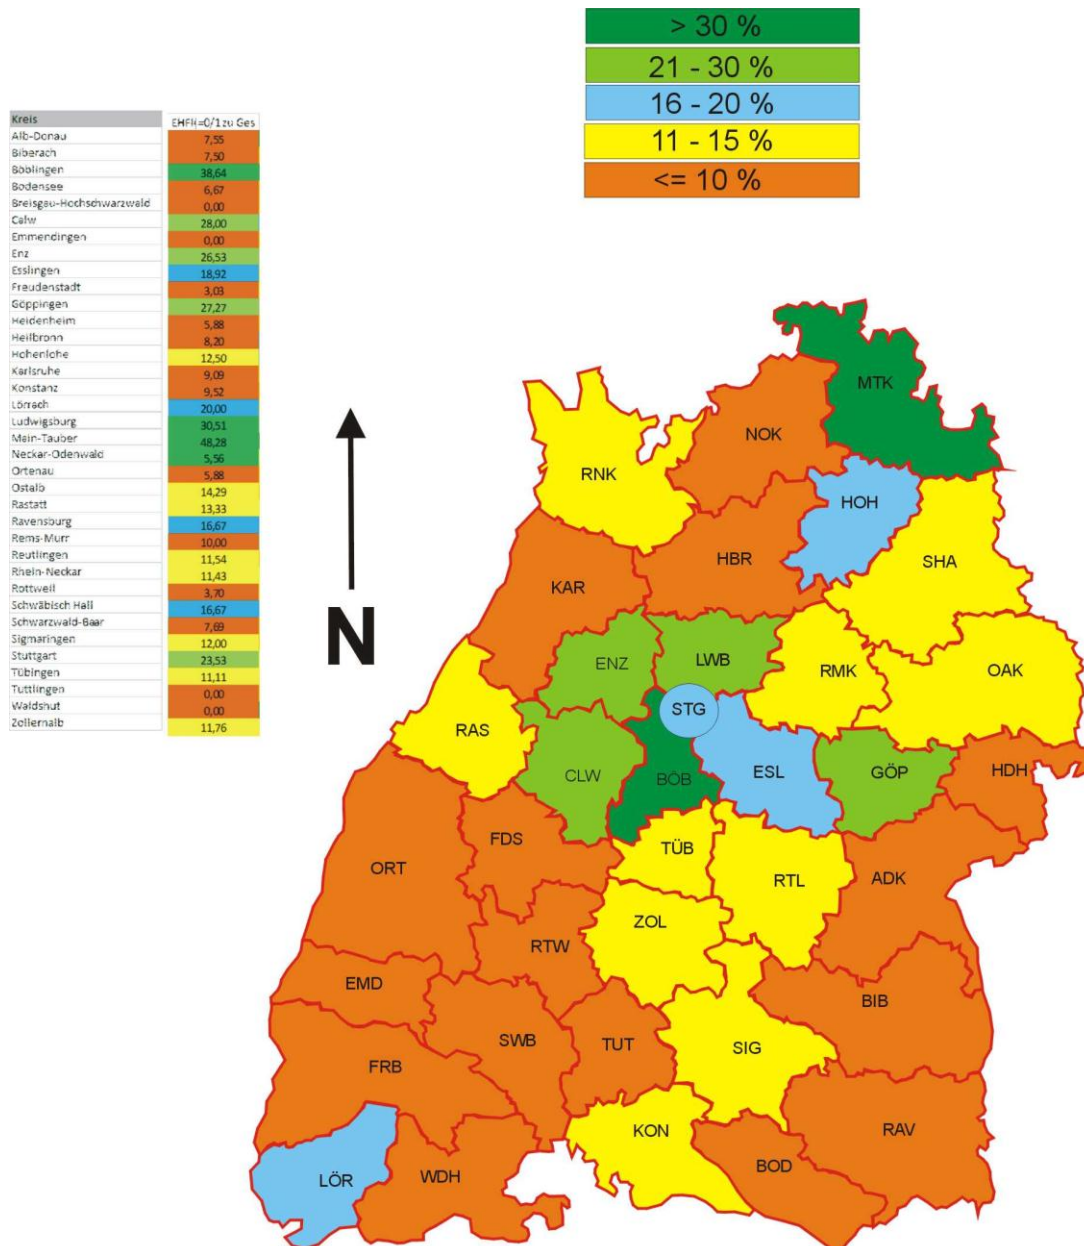 > 30 %
21 - 30 %
16 - 20 %
11 - 15 %
<= 10 %
Kreis EHFI(=0/1 zu Ges
Alb-Donau 7,55
Biberach 7,50
Böblingen 38,64
Bodensee 6,67
Breisgau-Hochschwarzwald 0,00
Calw 28,00
Emmendingen 0,00
Enz 26,53
Esslingen 18,92
Freudenstadt 3,03
Göppingen 27,27
Heidenheim 5,88
Heilbronn 8,20
Hohenlohe 12,50
Karlsruhe 9,09
Konstanz 9,52
Lörrach 20,00
Ludwigsburg 30,51
Main-Tauber 48,28
Neckar-Odenwald 5,56
Ortenau 5,88
Ostalb 14,29
Rastatt 13,33
Ravensburg 16,67
Rems-Murr 10,00
Reutlingen 11,54
Rhein-Neckar 11,43
Rottweil 3,70
Schwäbisch Hall 16,67
Schwarzwald-Baar 7,69
Sigmaringen 12,00
Stuttgart 23,53
Tübingen 11,11
Tuttlingen 0,00
Waldshut 0,00
Zollernalb 11,76
N
MTK
NOK
RNK
HOH
HBR
SHA
KAR
ENZ
LWB
RMK
OAK
STG
RAS
CLW
BÖB
ESL
GÖP
HDH
FDS
TÜB
ORT
RTL
ADK
ZOL
RTW
EMD
BIB
SWB
TUT
SIG
FRB
KON
RAV
BOD
LÖR
WDH